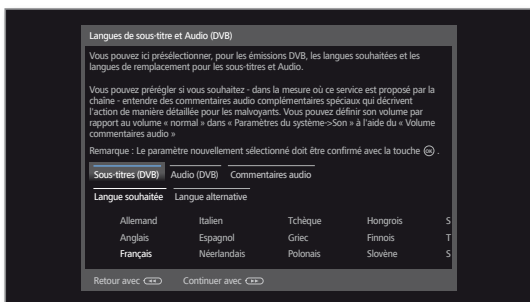 Langues de sous-titre et Audio (DVB)
Vous pouvez ici présélectionner, pour les émissions DVB, les langues souhaitées et les
langues de remplacement pour les sous-titres et Audio.
Vous pouvez prérégler si vous souhaitez - dans la mesure où ce service est proposé par la
chaîne - entendre des commentaires audio complémentaires spéciaux qui décrivent
l'action de manière détaillée pour les malvoyants. Vous pouvez définir son volume par
rapport au volume « normal » dans « Paramètres du système->Son » à l'aide du « Volume
commentaires audio »
Remarque : Le paramètre nouvellement sélectionné doit être confirmé avec la touche OK .
Sous-titres (DVB) Audio (DVB) Commentaires audio
Langue souhaitée Langue alternative
Allemand Italien Tchèque Hongrois S
Anglais Espagnol Griec Finnois T
Français Néerlandais Polonais Slovène S
Retour avec Continuer avec